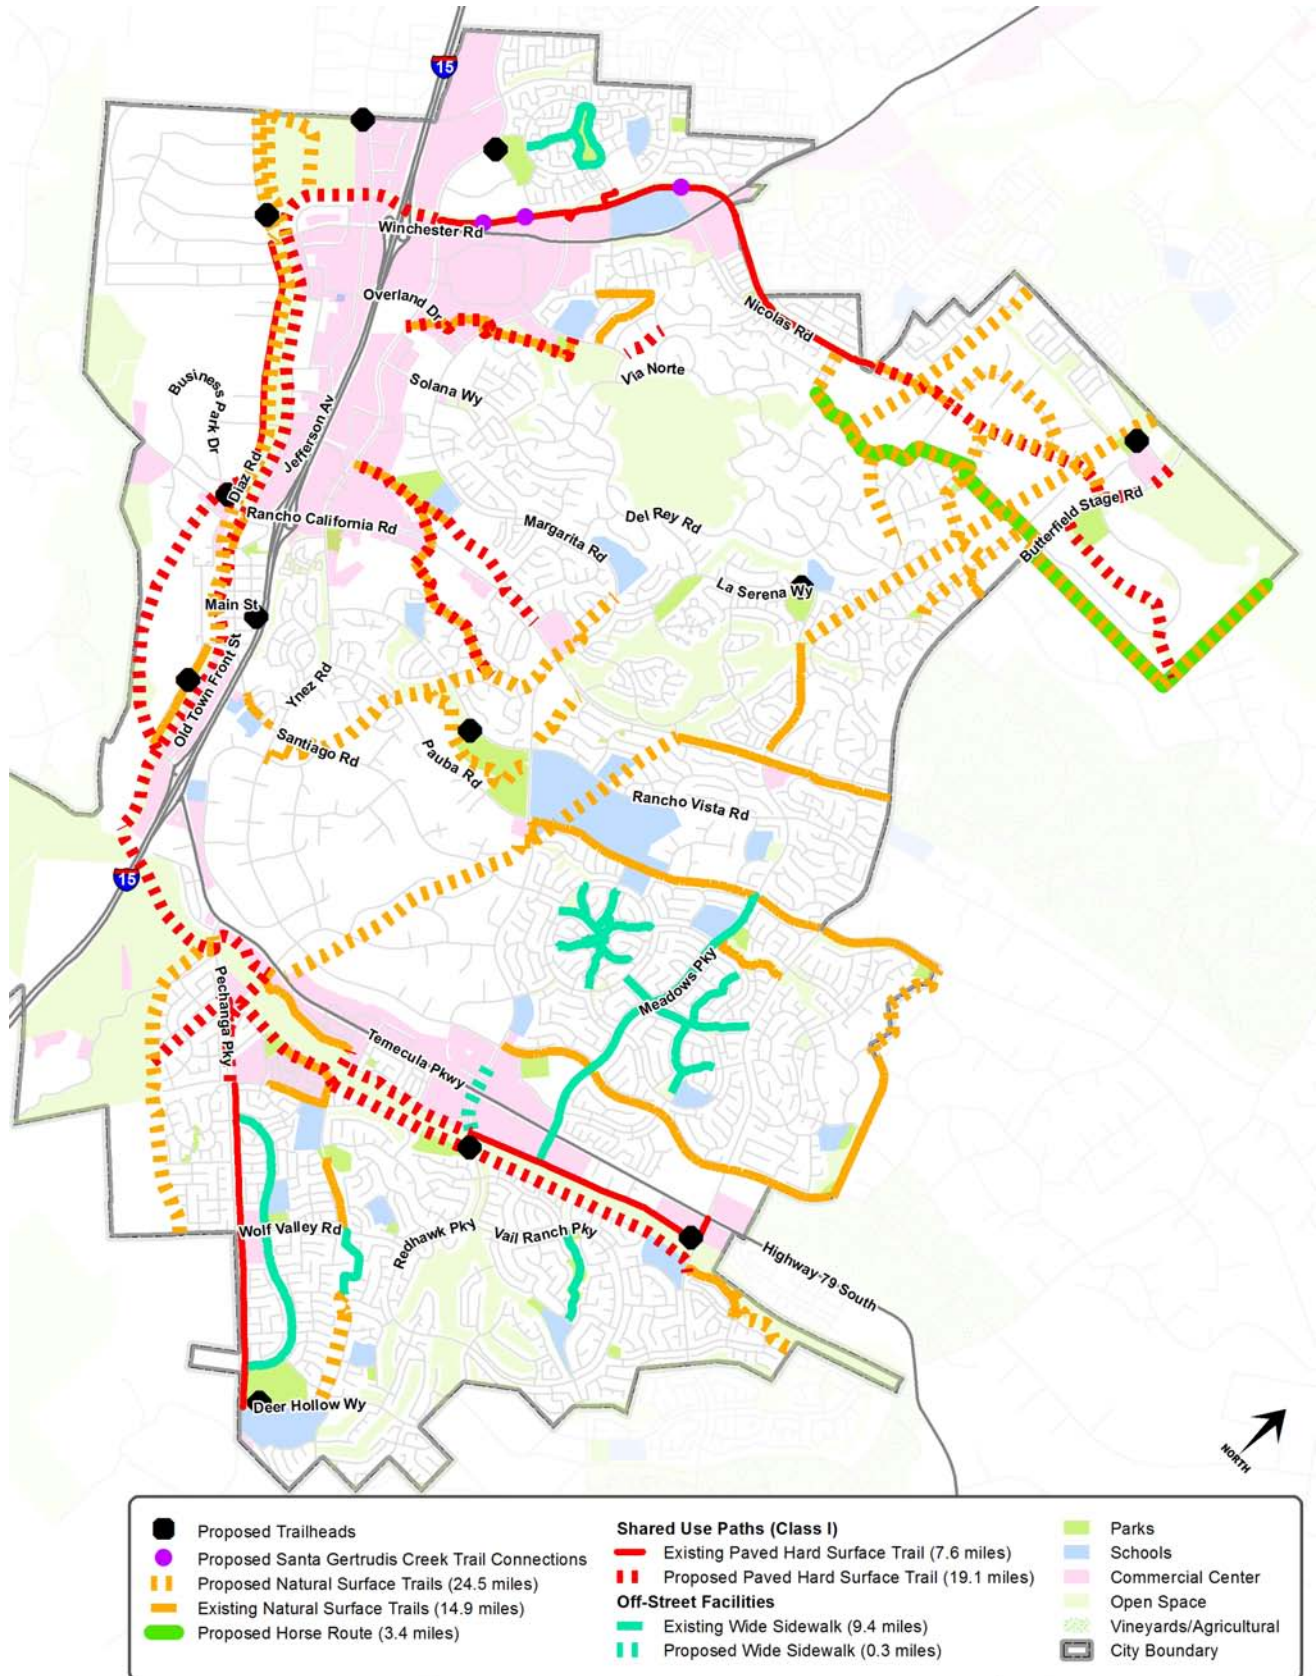 15
Winchester Rd
Overland Dr
Nicolas Rd
Via Norte
Solana Wy
Business
Park Dr
Jefferson Av
Diaz Rd
Butterfield Stage Rd
Rancho California Rd
Margarita Rd
Del Rey Rd
La Serena Wy
Main St
Old Town Front St
Ynez Rd
Santiago Rd
Pauba Rd
Rancho Vista Rd
15
Pechanga Pky
Meadows Pky
Temecula Pkwy
Wolf Valley Rd
Redhawk Pky
Vail Ranch Pky
Highway 79 South
Deer Hollow Wy
NORTH
Proposed Trailheads
Proposed Santa Gertrudis Creek Trail Connections
Proposed Natural Surface Trails (24.5 miles)
Existing Natural Surface Trails (14.9 miles)
Proposed Horse Route (3.4 miles)
Shared Use Paths (Class I)
Existing Paved Hard Surface Trail (7.6 miles)
Proposed Paved Hard Surface Trail (19.1 miles)
Off-Street Facilities
Existing Wide Sidewalk (9.4 miles)
Proposed Wide Sidewalk (0.3 miles)
Parks
Schools
Commercial Center
Open Space
Vineyards/Agricultural
City Boundary